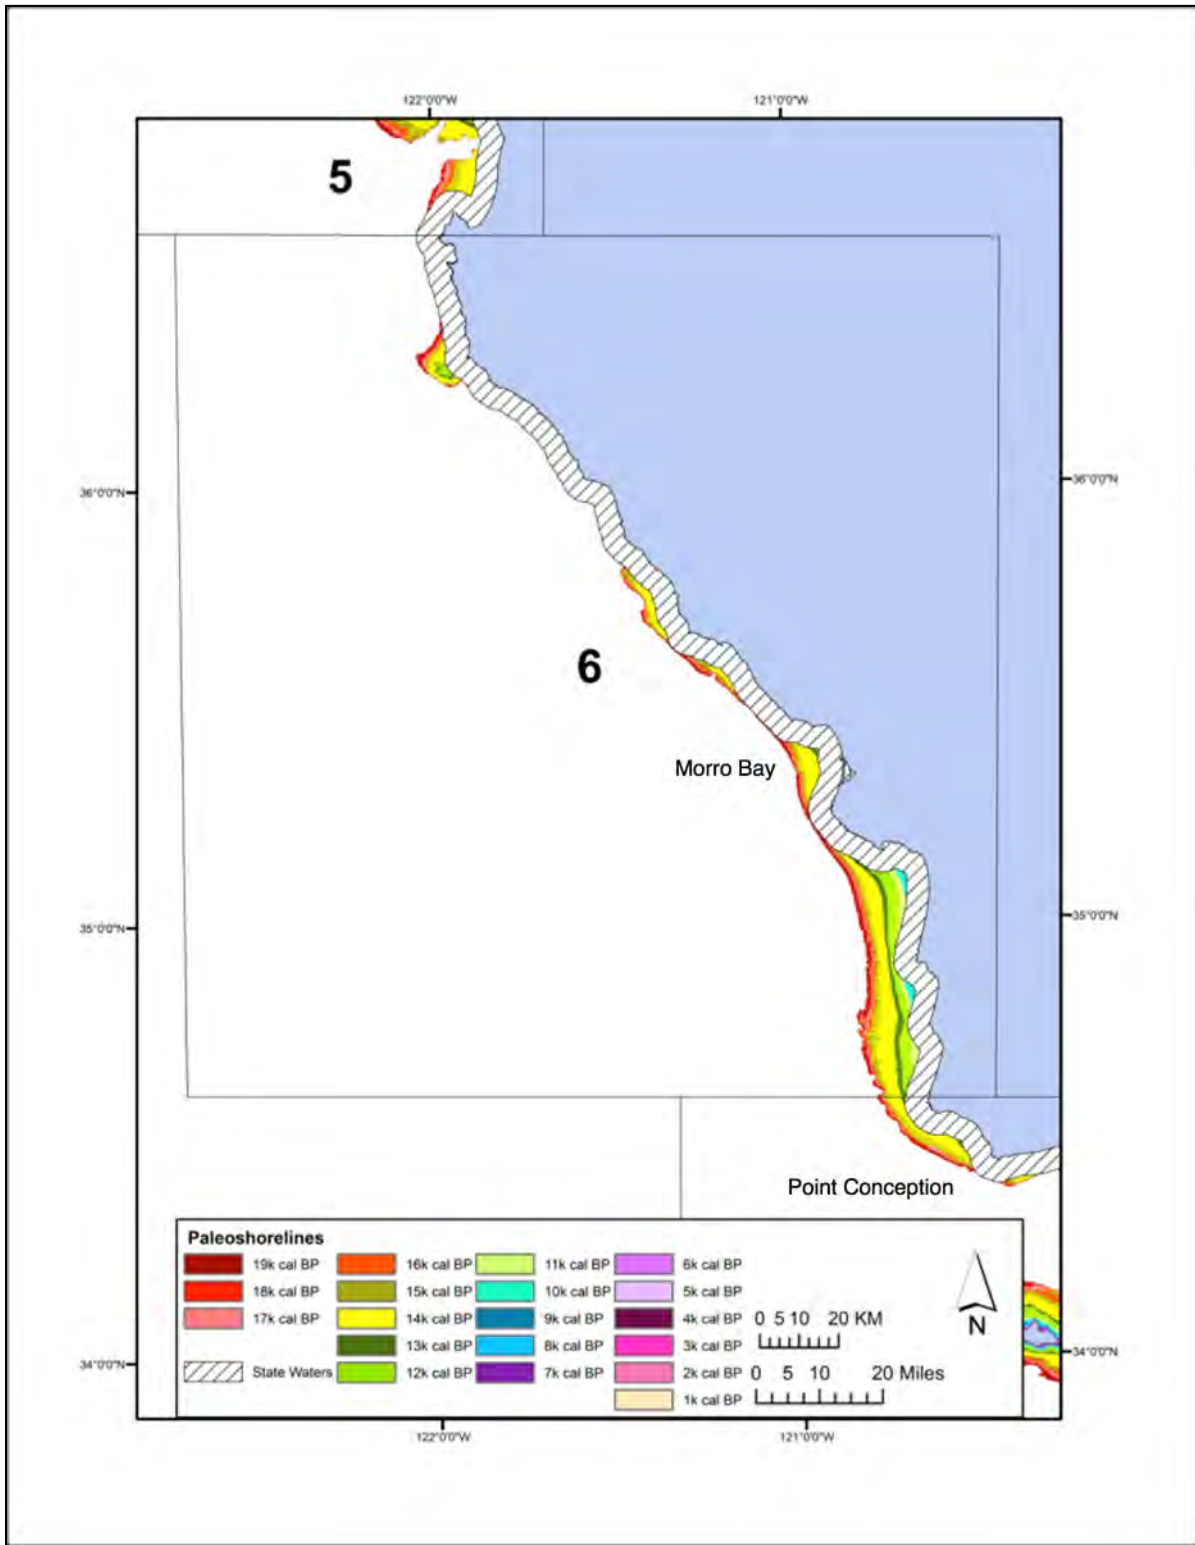 122°0'0"W 121°0'0"W
5
36°0'0"N 36°0'0"N
6
Morro Bay
35°0'0"N 35°0'0"N
Point Conception
Paleoshorelines
19k cal BP 16k cal BP 11k cal BP 6k cal BP
18k cal BP 15k cal BP 10k cal BP 5k cal BP
17k cal BP 14k cal BP 9k cal BP 4k cal BP 0 5 10 20 KM
13k cal BP 8k cal BP 3k cal BP
N
State Waters 12k cal BP 7k cal BP 2k cal BP 0 5 10 20 Miles
1k cal BP
34°0'0"N 34°0'0"N
122°0'0"W 121°0'0"W